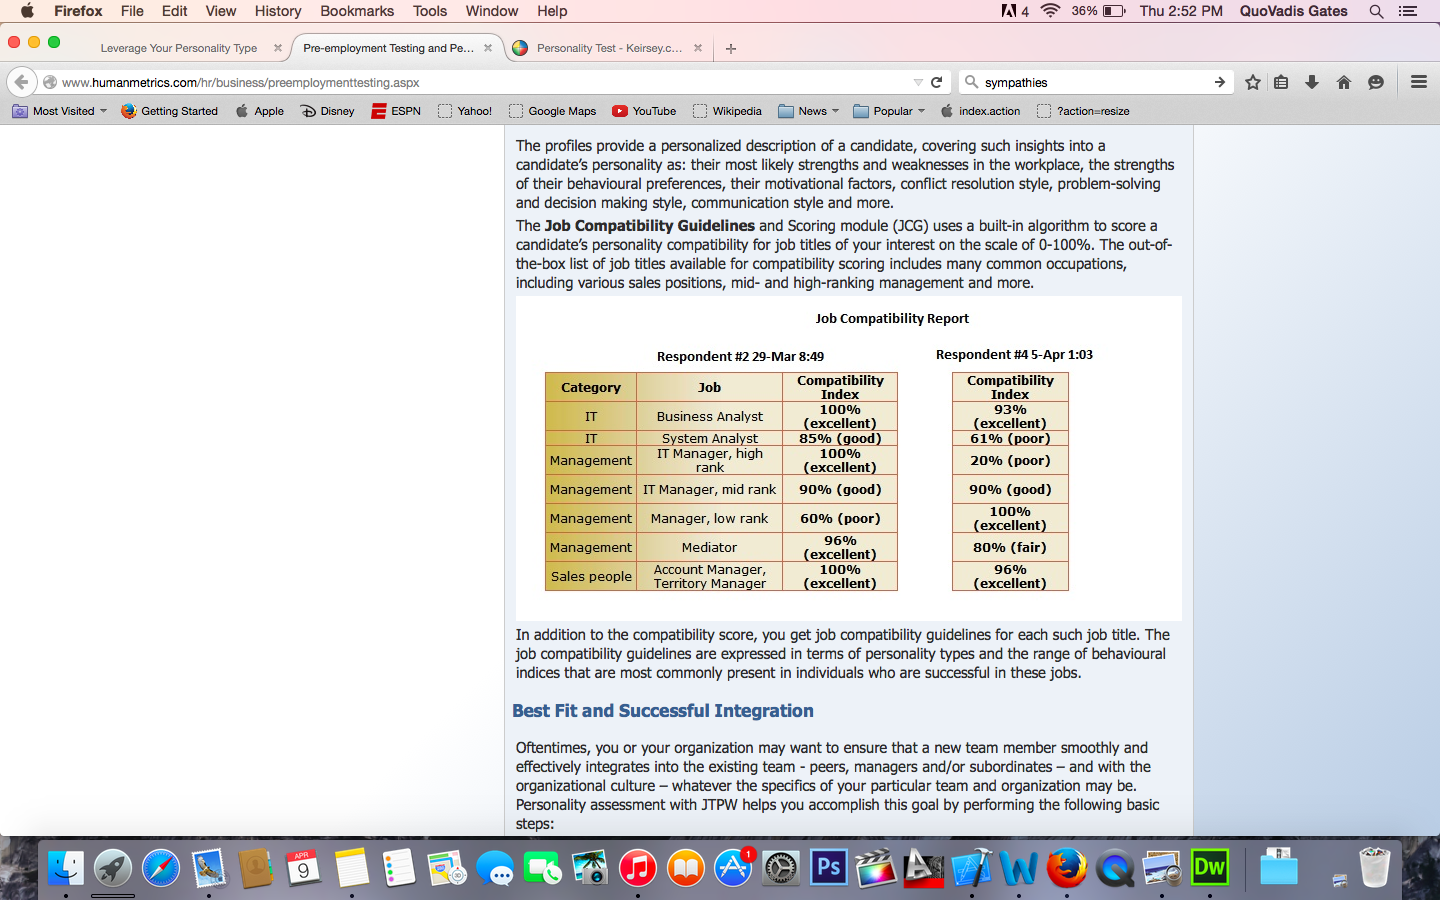 Firefox File Edit View History Bookmarks Tools Window Help 4 36% Thu 2:52 PM QuoVadis Gates
Leverage Your Personality Type Pre-employment Testing and Pe... Personality Test - Keirsey.c...
www.humanmetrics.com/hr/business/preemploymenttesting.aspx sympathies
Most Visited Getting Started Apple Disney ESPN Yahoo! Google Maps YouTube Wikipedia News Popular index.action ?action=resize
The profiles provide a personalized description of a candidate, covering such insights into a
candidate's personality as: their most likely strengths and weaknesses in the workplace, the strengths
of their behavioural preferences, their motivational factors, conflict resolution style, problem-solving
and decision making style, communication style and more.
The Job Compatibility Guidelines and Scoring module (JCG) uses a built-in algorithm to score a
candidate's personality compatibility for job titles of your interest on the scale of 0-100%. The out-of-
the-box list of job titles available for compatibility scoring includes many common occupations,
including various sales positions, mid- and high-ranking management and more.
Job Compatibility Report
Respondent #2 29-Mar 8:49 Respondent #4 5-Apr 1:03
Category Job Compatibility Index Compatibility Index
IT Business Analyst 100% (excellent) 93% (excellent)
IT System Analyst 85% (good) 61% (poor)
Management IT Manager, high rank 100% (excellent) 20% (poor)
Management IT Manager, mid rank 90% (good) 90% (good)
Management Manager, low rank 60% (poor) 100% (excellent)
Management Mediator 96% (excellent) 80% (fair)
Sales people Account Manager, Territory Manager 100% (excellent) 96% (excellent)
In addition to the compatibility score, you get job compatibility guidelines for each such job title. The
job compatibility guidelines are expressed in terms of personality types and the range of behavioural
indices that are most commonly present in individuals who are successful in these jobs.
Best Fit and Successful Integration
Oftentimes, you or your organization may want to ensure that a new team member smoothly and
effectively integrates into the existing team - peers, managers and/or subordinates – and with the
organizational culture – whatever the specifics of your particular team and organization may be.
Personality assessment with JTPW helps you accomplish this goal by performing the following basic
steps:
APR
9
1
Ps
Dw